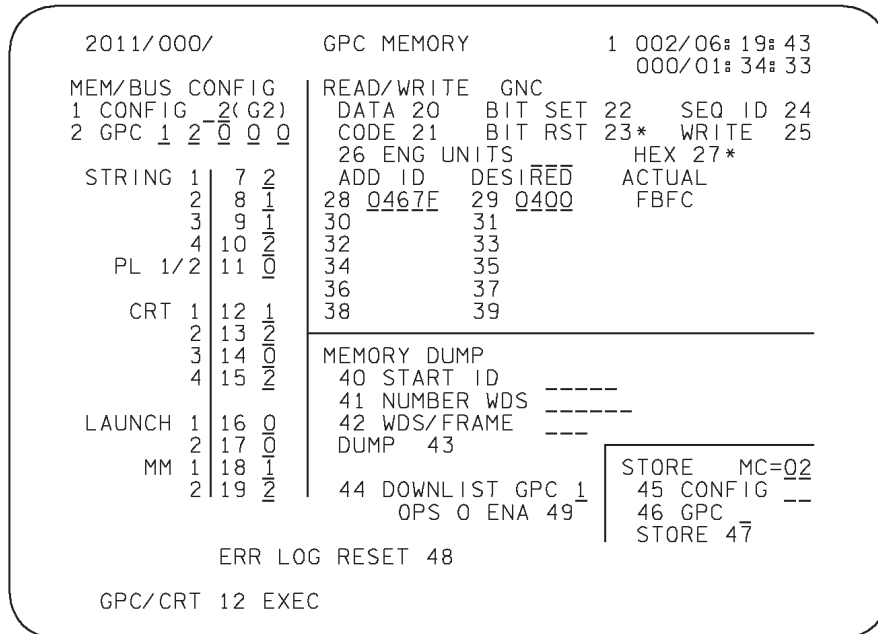 2011/000/ GPC MEMORY 1 002/06:19:43
000/01:34:33
MEM/BUS CONFIG READ/WRITE GNC
1 CONFIG 2(G2) DATA 20 BIT SET 22 SEQ ID 24
2 GPC 1 2 0 0 0 CODE 21 BIT RST 23* WRITE 25
26 ENG UNITS ___ HEX 27*
STRING 1 7 2 ADD ID DESIRED ACTUAL
2 8 1 28 0467F 29 0400 FBFC
3 9 1 30 31
4 10 2 32 33
PL 1/2 11 0 34 35
36 37
CRT 1 12 1 38 39
2 13 2
3 14 0 MEMORY DUMP
4 15 2 40 START ID _____
41 NUMBER WDS ______
LAUNCH 1 16 0 42 WDS/FRAME ___
2 17 0 DUMP 43
MM 1 18 1 STORE MC=02
2 19 2 44 DOWNLIST GPC 1 45 CONFIG __
OPS 0 ENA 49 46 GPC _
STORE 47
ERR LOG RESET 48
GPC/CRT 12 EXEC